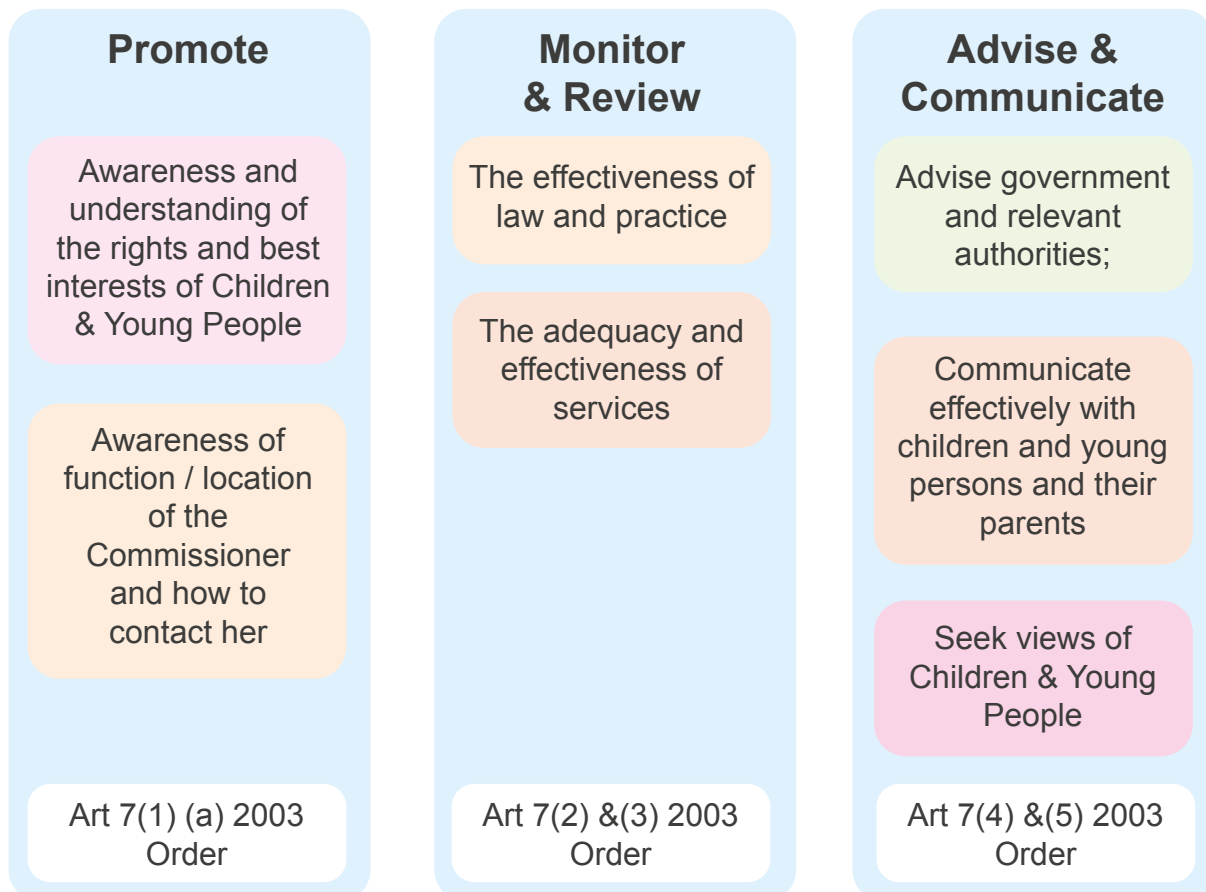 Promote
Awareness and
understanding of
the rights and best
interests of Children
& Young People
Awareness of
function / location
of the
Commissioner
and how to
contact her
Art 7(1) (a) 2003
Order
Monitor
& Review
The effectiveness of
law and practice
The adequacy and
effectiveness of
services
Art 7(2) &(3) 2003
Order
Advise &
Communicate
Advise government
and relevant
authorities;
Communicate
effectively with
children and young
persons and their
parents
Seek views of
Children & Young
People
Art 7(4) &(5) 2003
Order